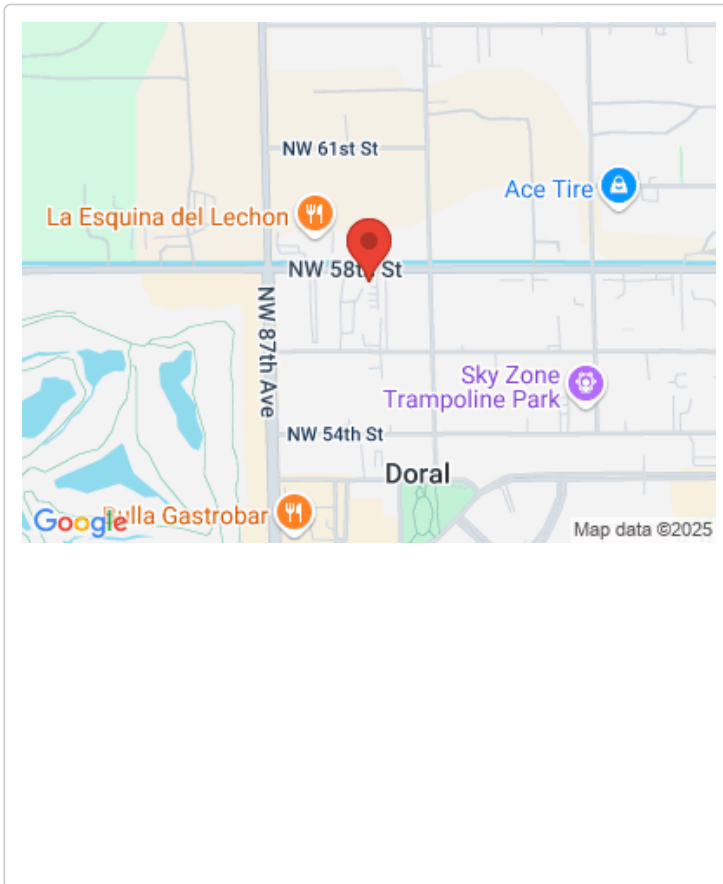 NW 61st St
Ace Tire
La Esquina del Lechon
NW 58th St
NW 87th Ave
Sky Zone
Trampoline Park
NW 54th St
Doral
Gastrobar
Google
Map data ©2025